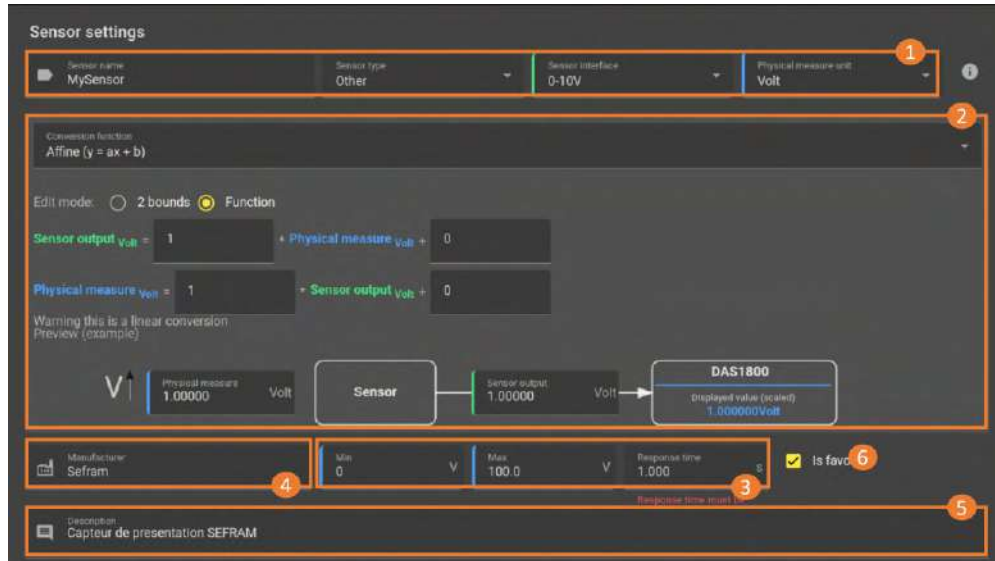 Sensor settings
1
Sensor name
MySensor
Sensor type
Other
Sensor interface
0-10V
Physical measure unit
Volt
2
Conversion function
Affine (y = ax + b)
Edit mode: 2 bounds Function
Sensor output Volt = 1 * Physical measure Volt + 0
Physical measure Volt = 1 * Sensor output Volt + 0
Warning this is a linear conversion
Preview (example)
V
Physical measure
1.00000 Volt
Sensor
Sensor output
1.00000 Volt
DAS1800
Displayed value (scaled)
1.000000Volt
Manufacturer
Sefram
4
Min
0 V
Max
100.0 V
Response time
1.000 s
3
Response time must be
Is favo
6
5
Description
Capteur de presentation SEFRAM